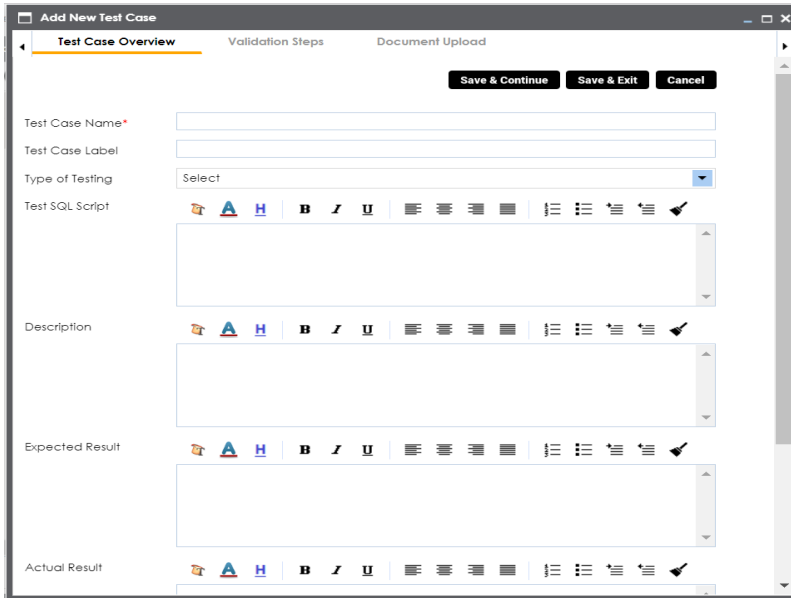 Add New Test Case
Test Case Overview Validation Steps Document Upload
Save & Continue Save & Exit Cancel
Test Case Name*
Test Case Label
Type of Testing Select
Test SQL Script A H B I U
Description A H B I U
Expected Result A H B I U
Actual Result A H B I U